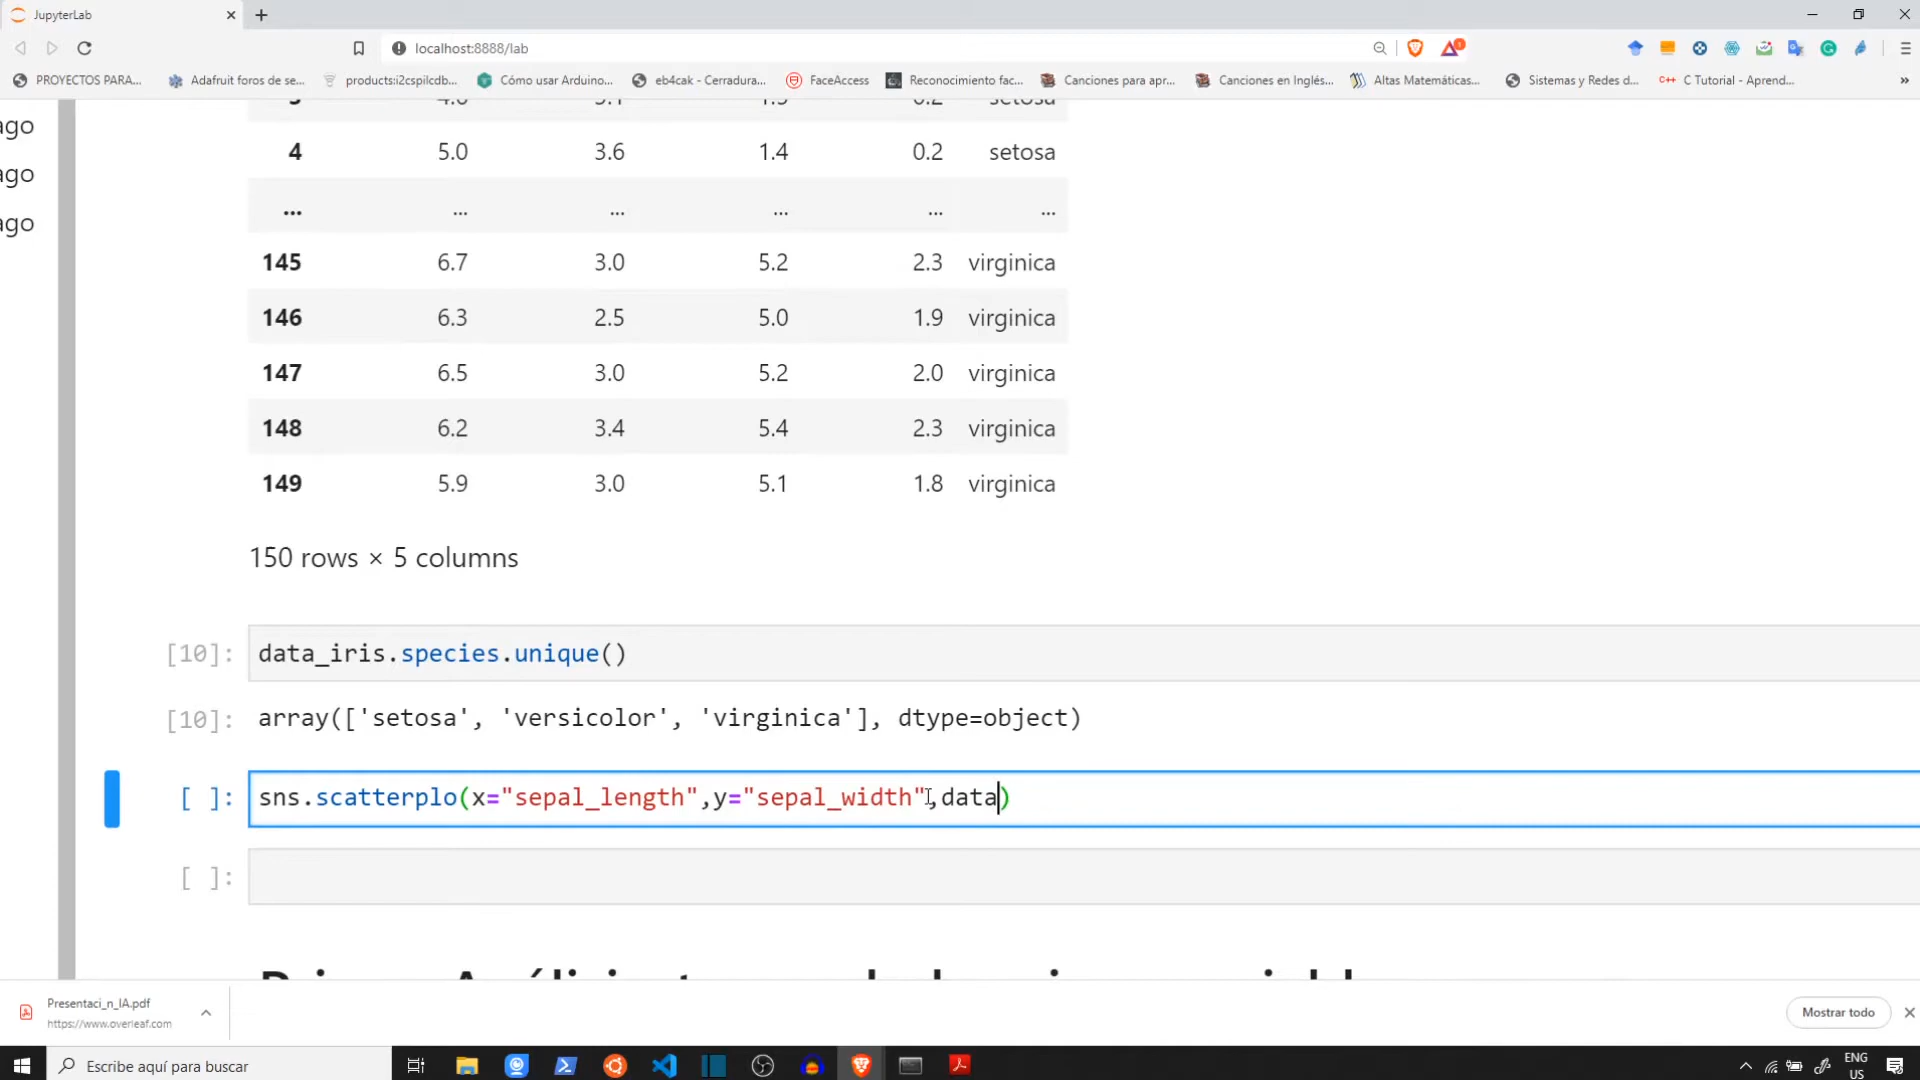 JupyterLab
localhost:8888/lab
PROYECTOS PARA... Adafruit foros de se... products:i2cspilcdb... Cómo usar Arduino... eb4cak - Cerradura... FaceAccess Reconocimiento fac... Canciones para apr... Canciones en Inglés... Altas Matemáticas... Sistemas y Redes d... C Tutorial - Aprend...
ago
ago
ago
setosa
4 5.0 3.6 1.4 0.2 setosa
... ... ... ... ... ...
145 6.7 3.0 5.2 2.3 virginica
146 6.3 2.5 5.0 1.9 virginica
147 6.5 3.0 5.2 2.0 virginica
148 6.2 3.4 5.4 2.3 virginica
149 5.9 3.0 5.1 1.8 virginica
150 rows × 5 columns
[10]: data_iris.species.unique()
[10]: array(['setosa', 'versicolor', 'virginica'], dtype=object)
[ ]: sns.scatterplo(x="sepal_length",y="sepal_width",data)
[ ]:
Presentaci_n_IA.pdf
https://www.overleaf.com
Mostrar todo
Escribe aquí para buscar
ENG
US